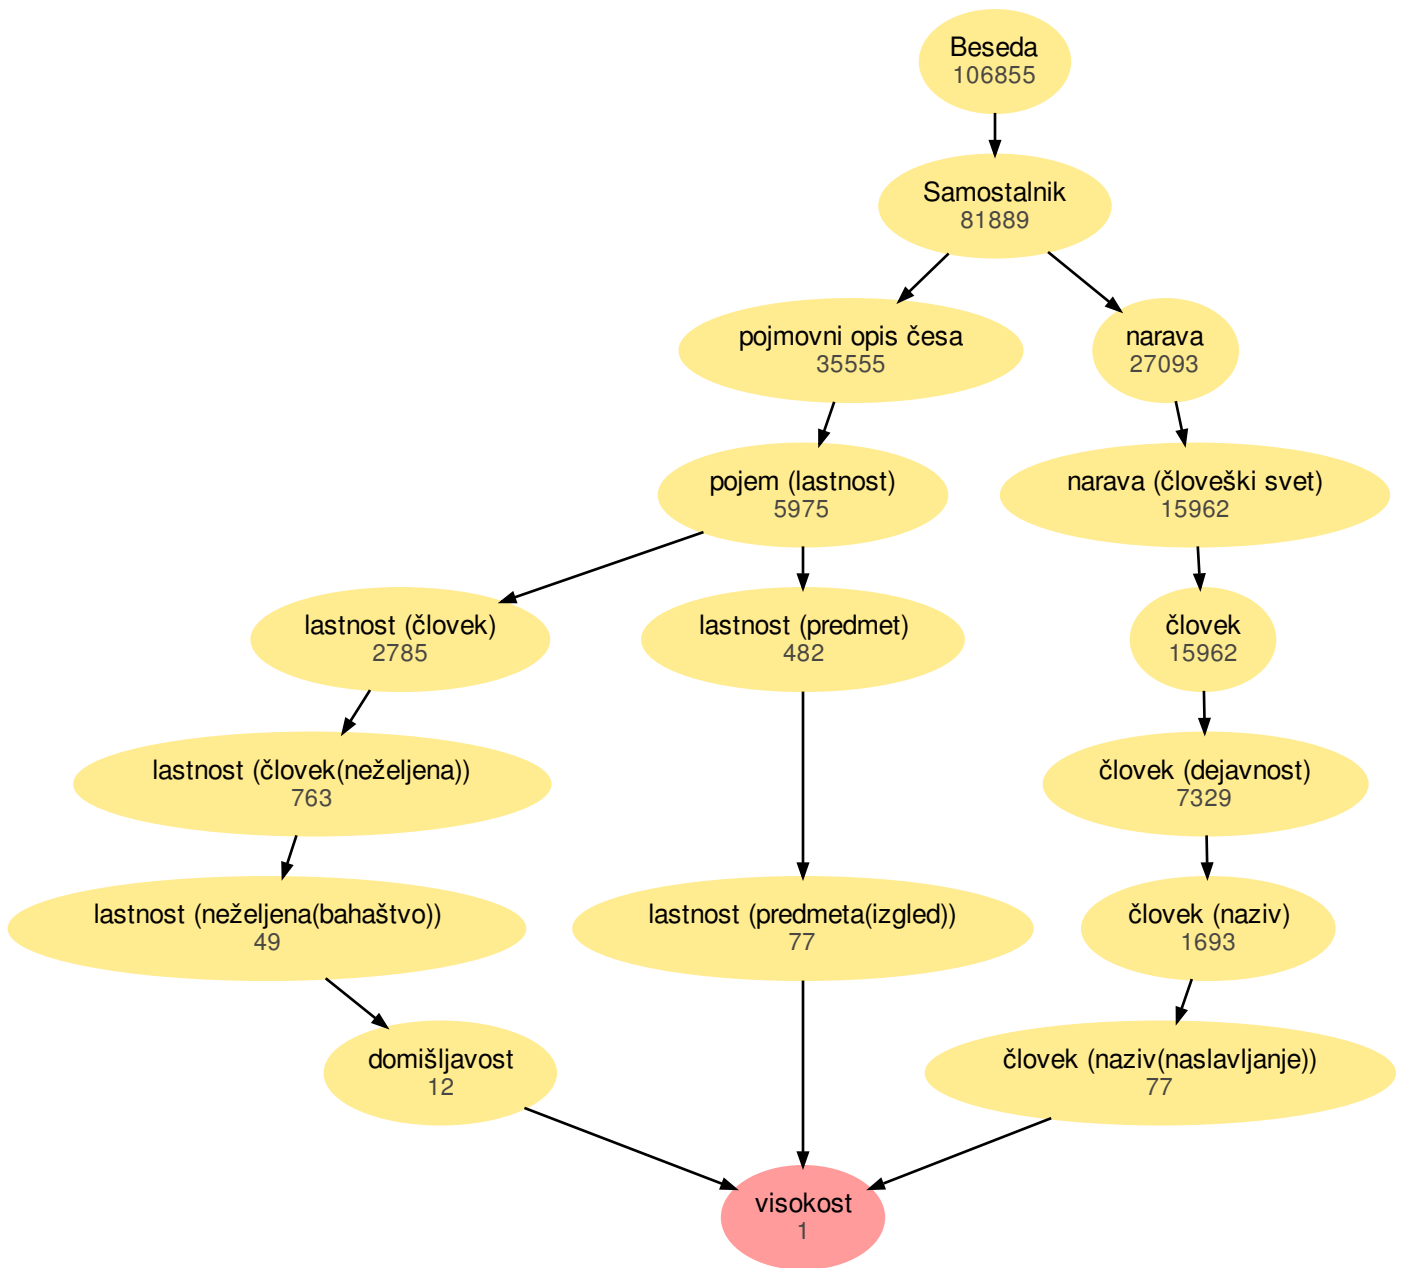 Beseda
106855
Samostalnik
81889
pojmovni opis česa
35555
narava
27093
pojem (lastnost)
5975
narava (človeški svet)
15962
lastnost (človek)
2785
lastnost (predmet)
482
človek
15962
lastnost (človek(neželjena))
763
človek (dejavnost)
7329
lastnost (neželjena(bahaštvo))
49
lastnost (predmeta(izgled))
77
človek (naziv)
1693
domišljavost
12
človek (naziv(naslavljanje))
77
visokost
1